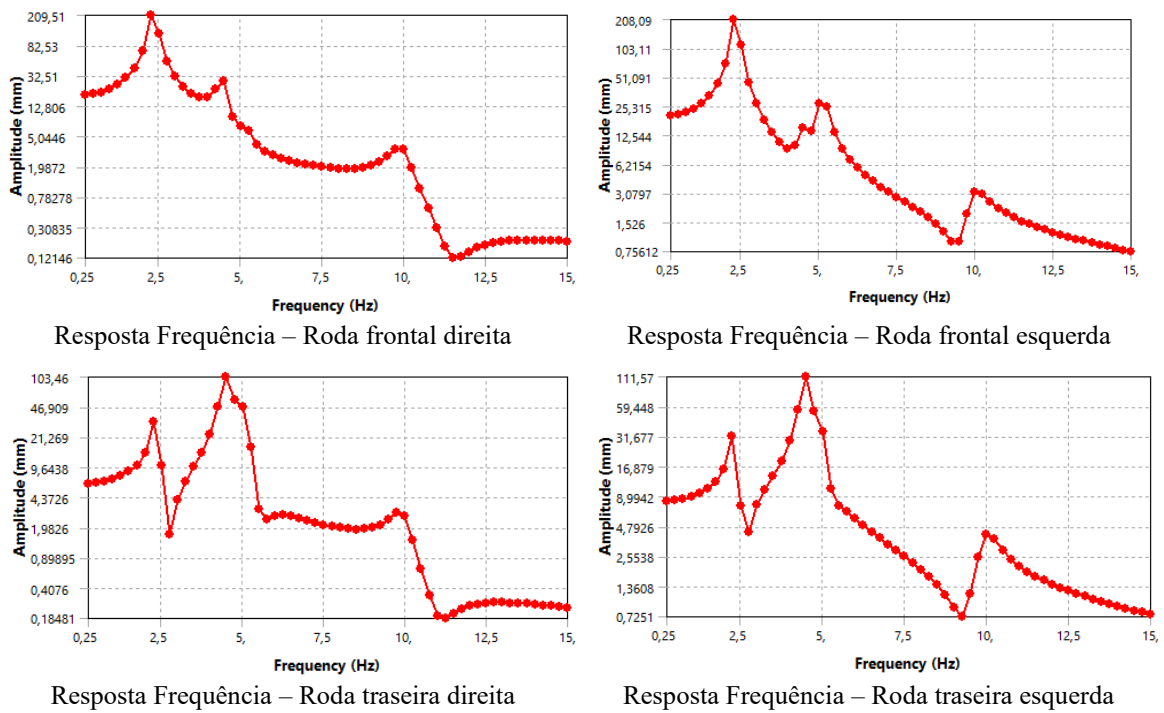 209,51
82,53
32,51
12,806
5,0446
1,9872
0,78278
0,30835
0,12146
Amplitude (mm)
0,25 2,5 5, 7,5 10, 12,5 15,
Frequency (Hz)
Resposta Frequência – Roda frontal direita
208,09
103,11
51,091
25,315
12,544
6,2154
3,0797
1,526
0,75612
Amplitude (mm)
0,25 2,5 5, 7,5 10, 12,5 15,
Frequency (Hz)
Resposta Frequência – Roda frontal esquerda
103,46
46,909
21,269
9,6438
4,3726
1,9826
0,89895
0,4076
0,18481
Amplitude (mm)
0,25 2,5 5, 7,5 10, 12,5 15,
Frequency (Hz)
Resposta Frequência – Roda traseira direita
111,57
59,448
31,677
16,879
8,9942
4,7926
2,5538
1,3608
0,7251
Amplitude (mm)
0,25 2,5 5, 7,5 10, 12,5 15,
Frequency (Hz)
Resposta Frequência – Roda traseira esquerda